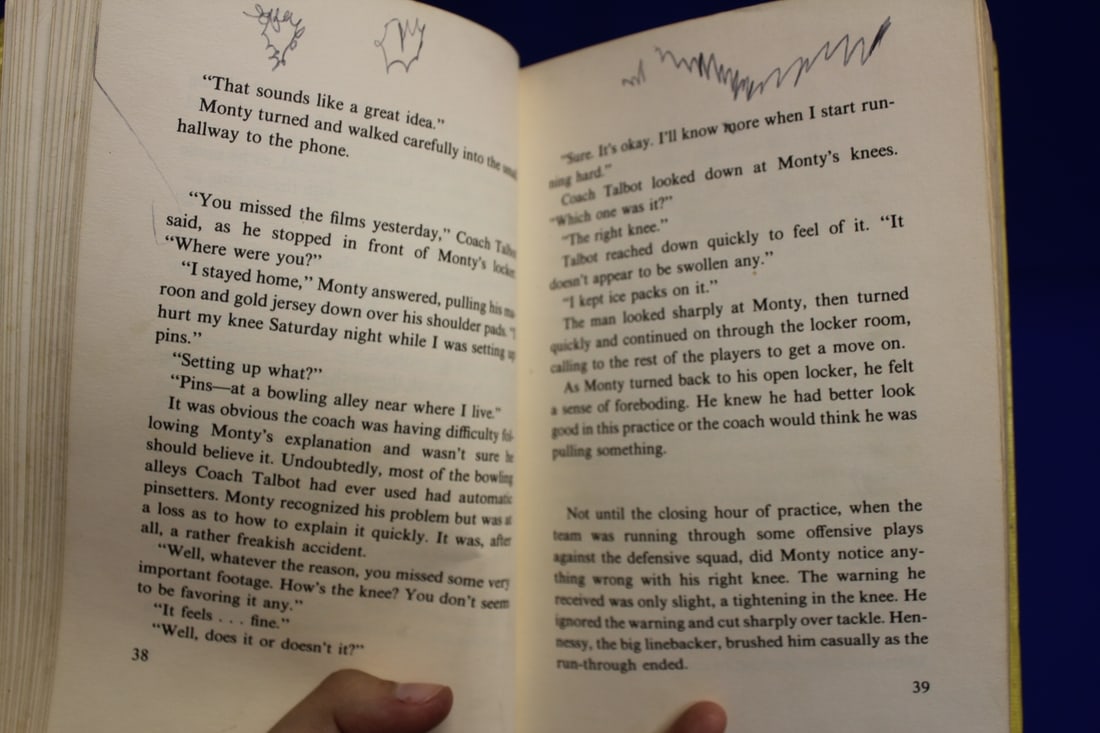 “That sounds like a great idea.”
Monty turned and walked carefully into the small
hallway to the phone.
“You missed the films yesterday,” Coach Talbot
said, as he stopped in front of Monty’s locker.
“Where were you?”
“I stayed home,” Monty answered, pulling his ma-
roon and gold jersey down over his shoulder pads. “I
hurt my knee Saturday night while I was setting up
pins.”
“Setting up what?”
“Pins—at a bowling alley near where I live.”
It was obvious the coach was having difficulty fol-
lowing Monty’s explanation and wasn’t sure he
should believe it. Undoubtedly, most of the bowling
alleys Coach Talbot had ever used had automatic
pinsetters. Monty recognized his problem but was at
a loss as to how to explain it quickly. It was, after
all, a rather freakish accident.
“Well, whatever the reason, you missed some very
important footage. How’s the knee? You don’t seem
to be favoring it any.”
“It feels . . . fine.”
“Well, does it or doesn’t it?”
38
“Sure. It’s okay. I’ll know more when I start run-
ning hard.”
Coach Talbot looked down at Monty’s knees.
“Which one was it?”
“The right knee.”
Talbot reached down quickly to feel of it. “It
doesn’t appear to be swollen any.”
“I kept ice packs on it.”
The man looked sharply at Monty, then turned
quickly and continued on through the locker room,
calling to the rest of the players to get a move on.
As Monty turned back to his open locker, he felt
a sense of foreboding. He knew he had better look
good in this practice or the coach would think he was
pulling something.
Not until the closing hour of practice, when the
team was running through some offensive plays
against the defensive squad, did Monty notice any-
thing wrong with his right knee. The warning he
received was only slight, a tightening in the knee. He
ignored the warning and cut sharply over tackle. Hen-
nessy, the big linebacker, brushed him casually as the
run-through ended.
39